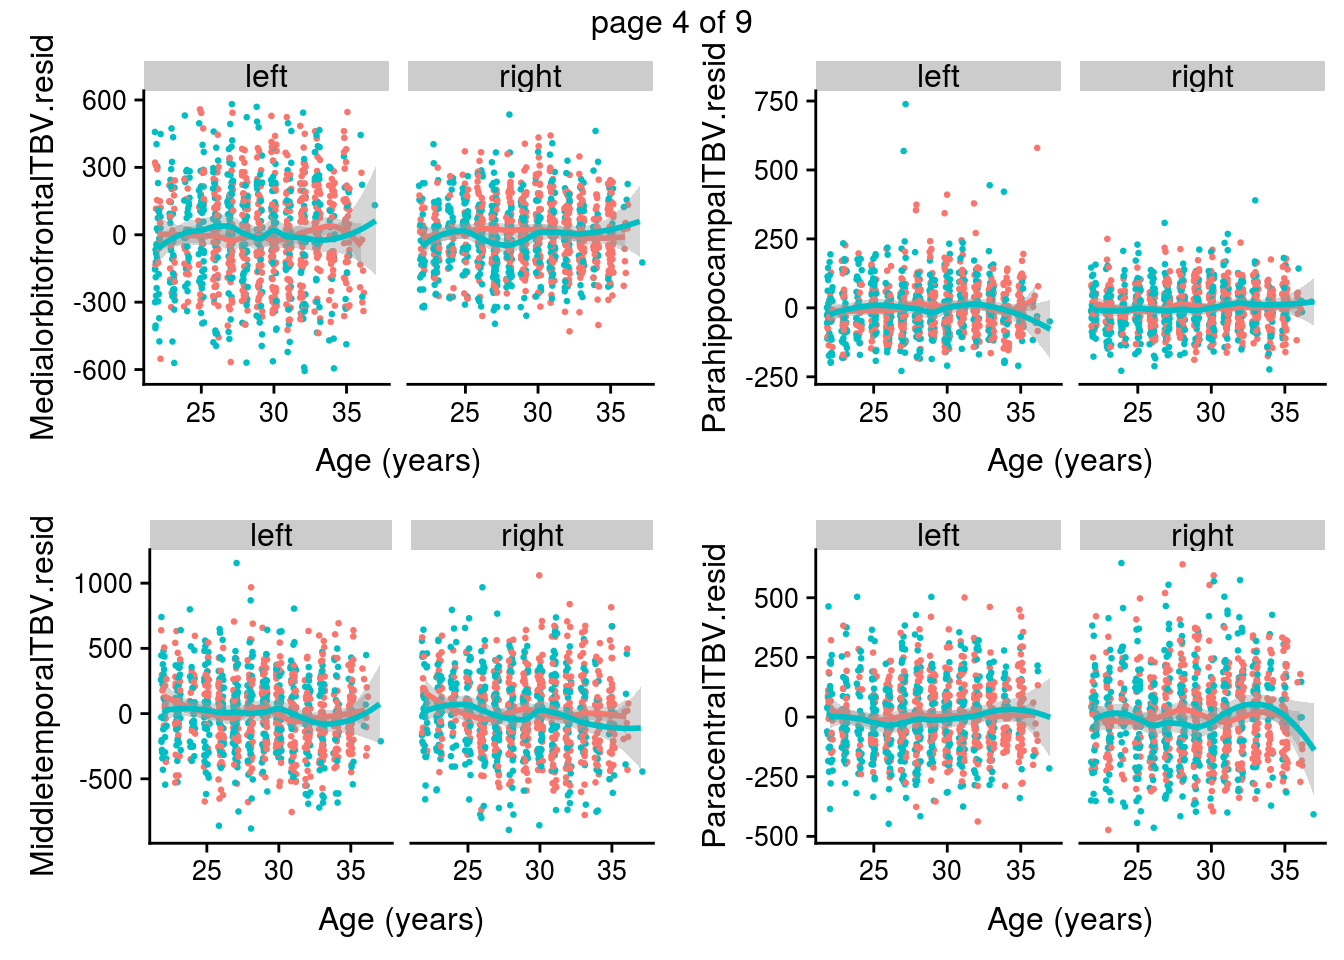 page 4 of 9
MedialorbitofrontalTBV.resid
left
right
600
300
0
-300
-600
25
30
35
25
30
35
Age (years)
ParahippocampalTBV.resid
left
right
750
500
250
0
-250
25
30
35
25
30
35
Age (years)
MiddletemporalTBV.resid
left
right
1000
500
0
-500
25
30
35
25
30
35
Age (years)
ParacentralTBV.resid
left
right
500
250
0
-250
-500
25
30
35
25
30
35
Age (years)